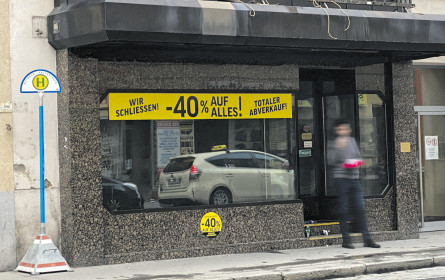 H
WIR
SCHLIESSEN!
-40% AUF
ALLES!
TOTALER
ABVERKAUF!
-40%